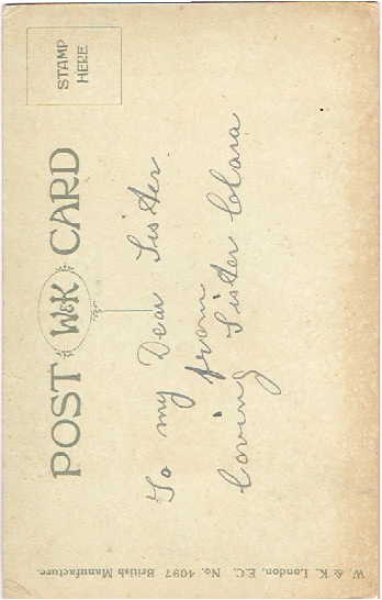 POST W&K CARD
STAMP
HERE
To my Dear Sister.
from
Loving Sister Clara
W. & K. London, E.C. No. 4097 British Manufacture.